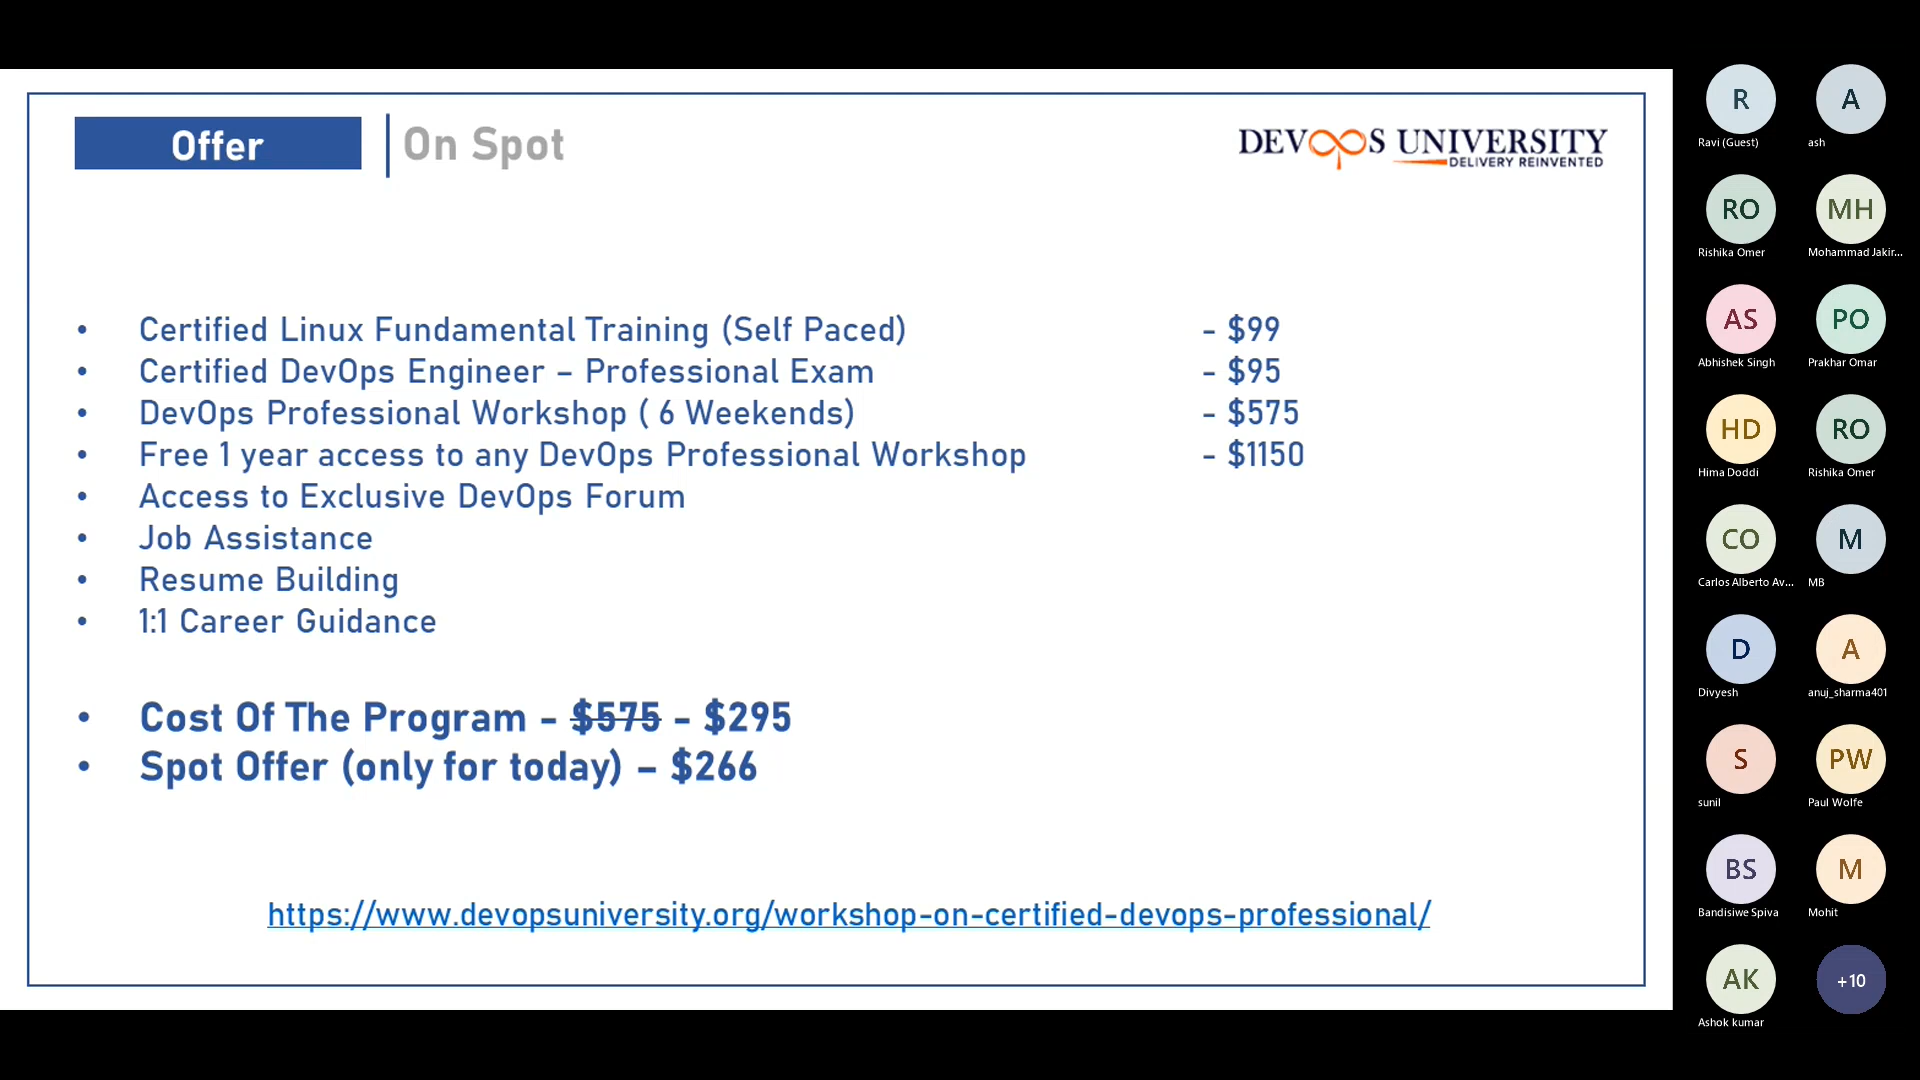 Offer
On Spot
DEVOPS UNIVERSITY
DELIVERY REINVENTED
• Certified Linux Fundamental Training (Self Paced) - $99
• Certified DevOps Engineer – Professional Exam - $95
• DevOps Professional Workshop ( 6 Weekends) - $575
• Free 1 year access to any DevOps Professional Workshop - $1150
• Access to Exclusive DevOps Forum
• Job Assistance
• Resume Building
• 1:1 Career Guidance
• Cost Of The Program - $575 - $295
• Spot Offer (only for today) – $266
https://www.devopsuniversity.org/workshop-on-certified-devops-professional/
R A
Ravi (Guest) ash
RO MH
Rishika Omer Mohammad Jakir...
AS PO
Abhishek Singh Prakhar Omar
HD RO
Hima Doddi Rishika Omer
CO M
Carlos Alberto Av... MB
D A
Divyesh anuj_sharma401
S PW
sunil Paul Wolfe
BS M
Bandisiwe Spiva Mohit
AK +10
Ashok kumar